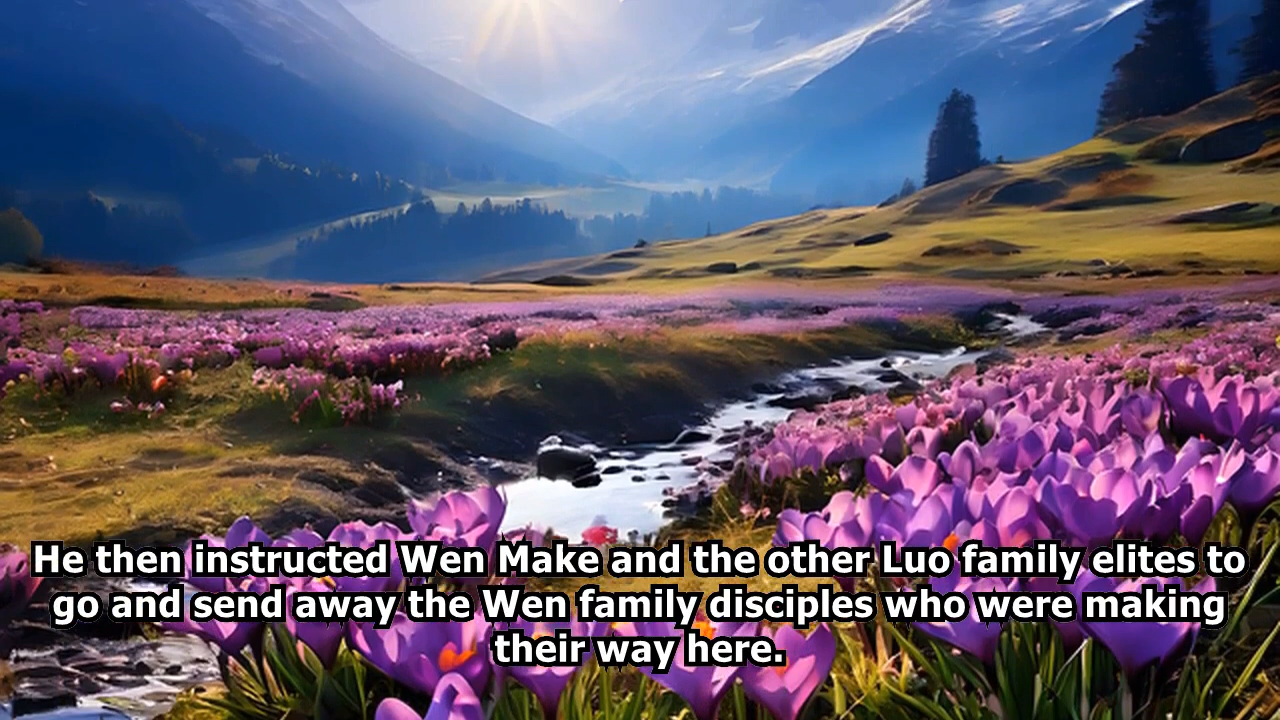 He then instructed Wen Make and the other Luo family elites to
go and send away the Wen family disciples who were making
their way here.